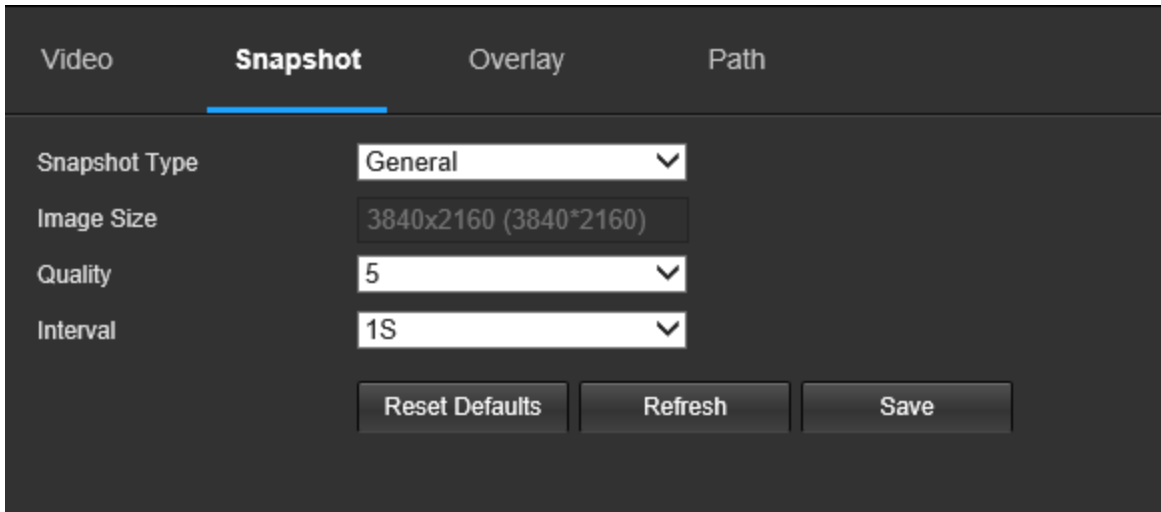 Video Snapshot Overlay Path
Snapshot Type General
Image Size 3840x2160 (3840*2160)
Quality 5
Interval 1S
Reset Defaults Refresh Save